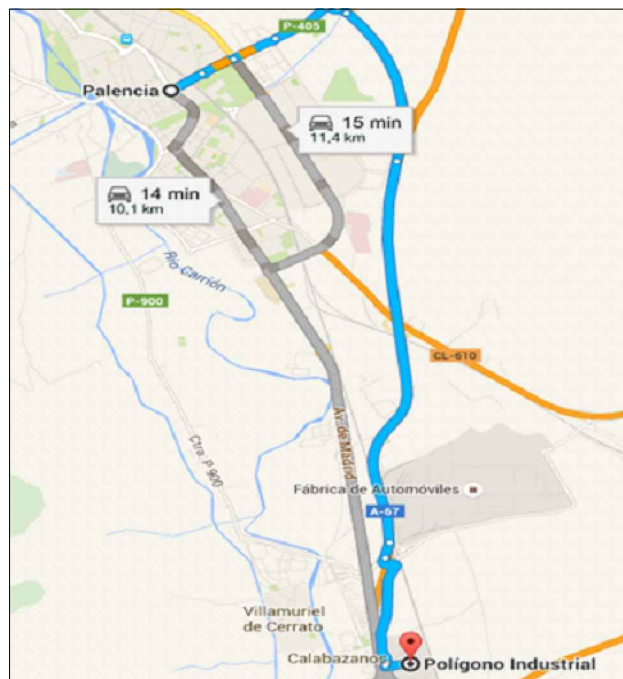 P-405
Palencia
15 min
11,4 km
14 min
10,1 km
Río Carrión
P-900
CL-610
Av. de Madrid
Ctra. P 900
Fábrica de Automóviles
A-67
Villamuriel
de Cerrato
Calabazanos
Polígono Industrial